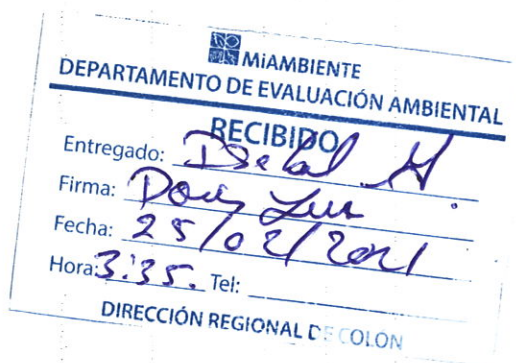 MiAMBIENTE
DEPARTAMENTO DE EVALUACIÓN AMBIENTAL
RECIBIDO
Entregado:
Firma:
Fecha: 25/02/2021
Hora: 3:35. Tel:
DIRECCIÓN REGIONAL DE COLÓN